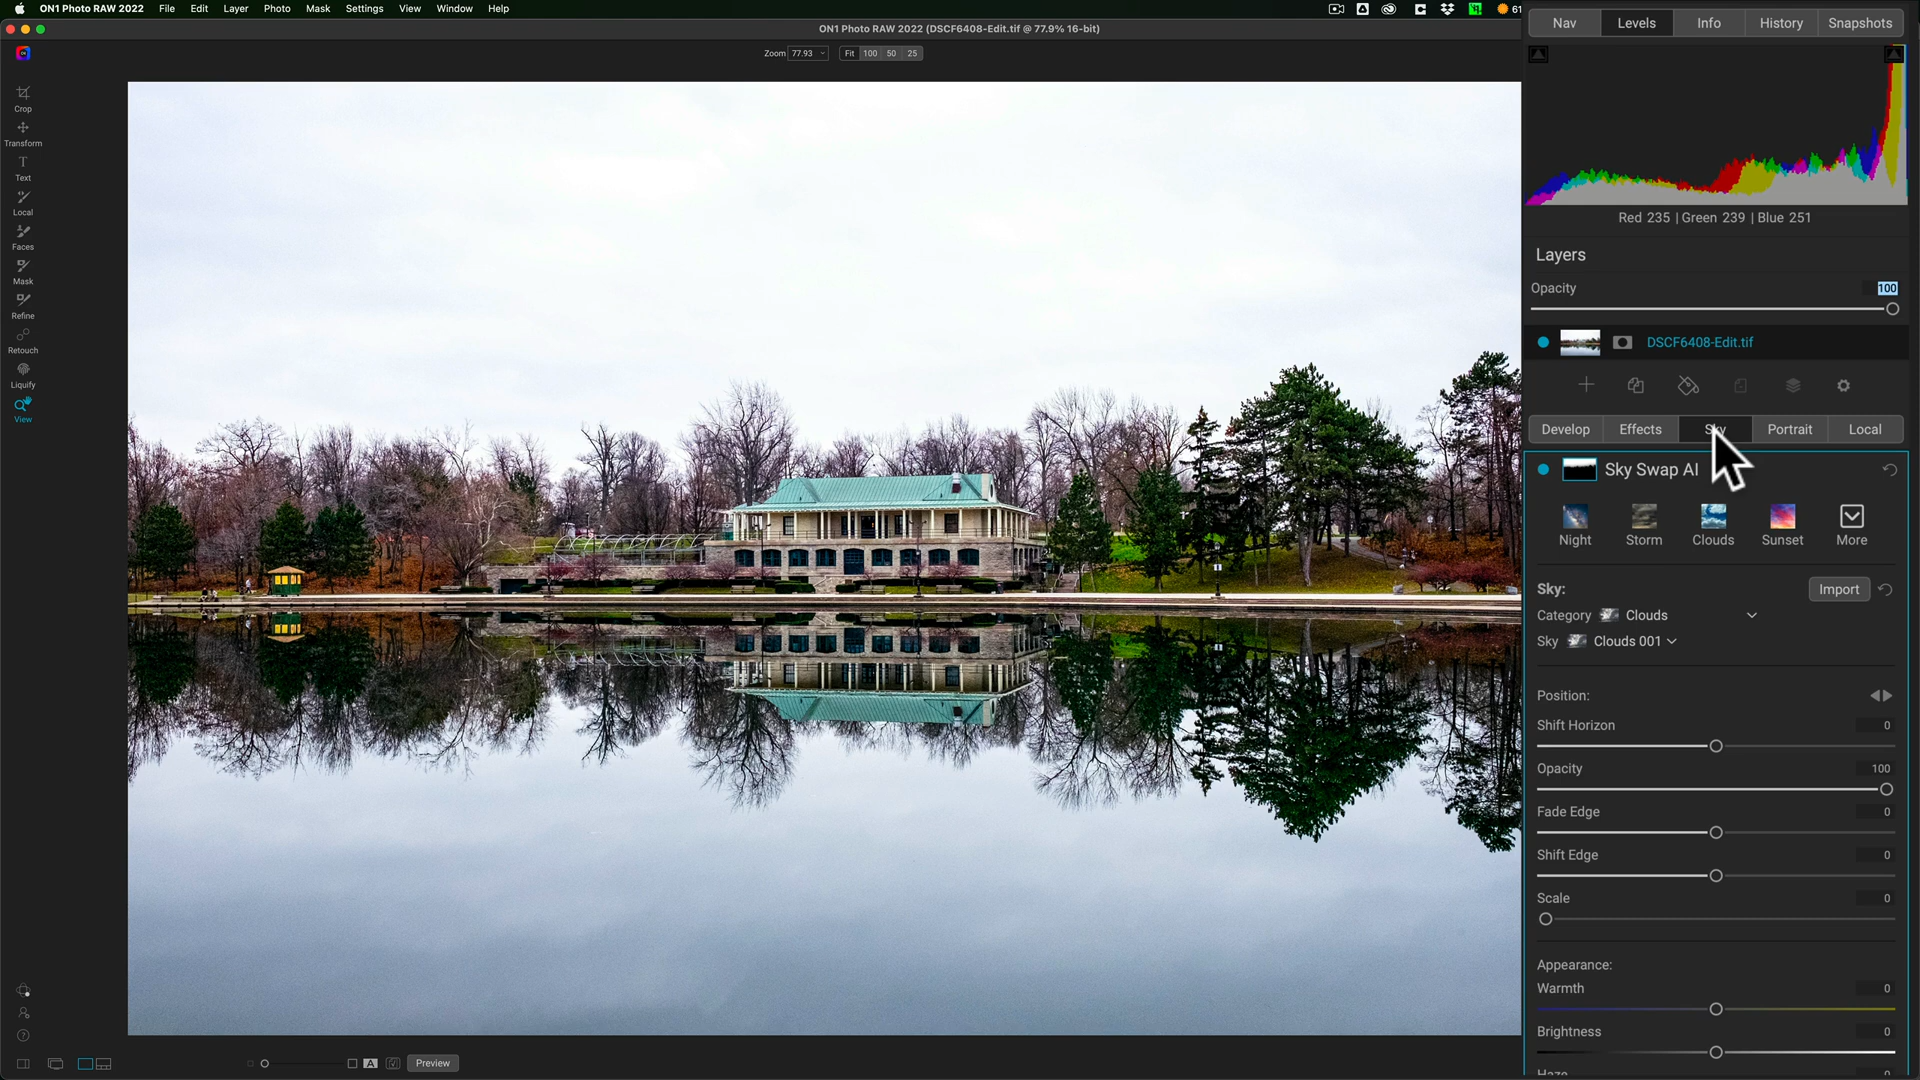 ON1 Photo RAW 2022 File Edit Layer Photo Mask Settings View Window Help 61
ON1 Photo RAW 2022 (DSCF6408-Edit.tif @ 77.9% 16-bit)
Zoom 77.93 Fit 100 50 25
Crop
Transform
Text
Local
Faces
Mask
Refine
Retouch
Liquify
View
A Preview
Nav Levels Info History Snapshots
Red 235 | Green 239 | Blue 251
Layers
Opacity 100
DSCF6408-Edit.tif
Develop Effects Sky Portrait Local
Sky Swap AI
Night Storm Clouds Sunset More
Sky: Import
Category Clouds
Sky Clouds 001
Position:
Shift Horizon 0
Opacity 100
Fade Edge 0
Shift Edge 0
Scale 0
Appearance:
Warmth 0
Brightness 0
Haze 0